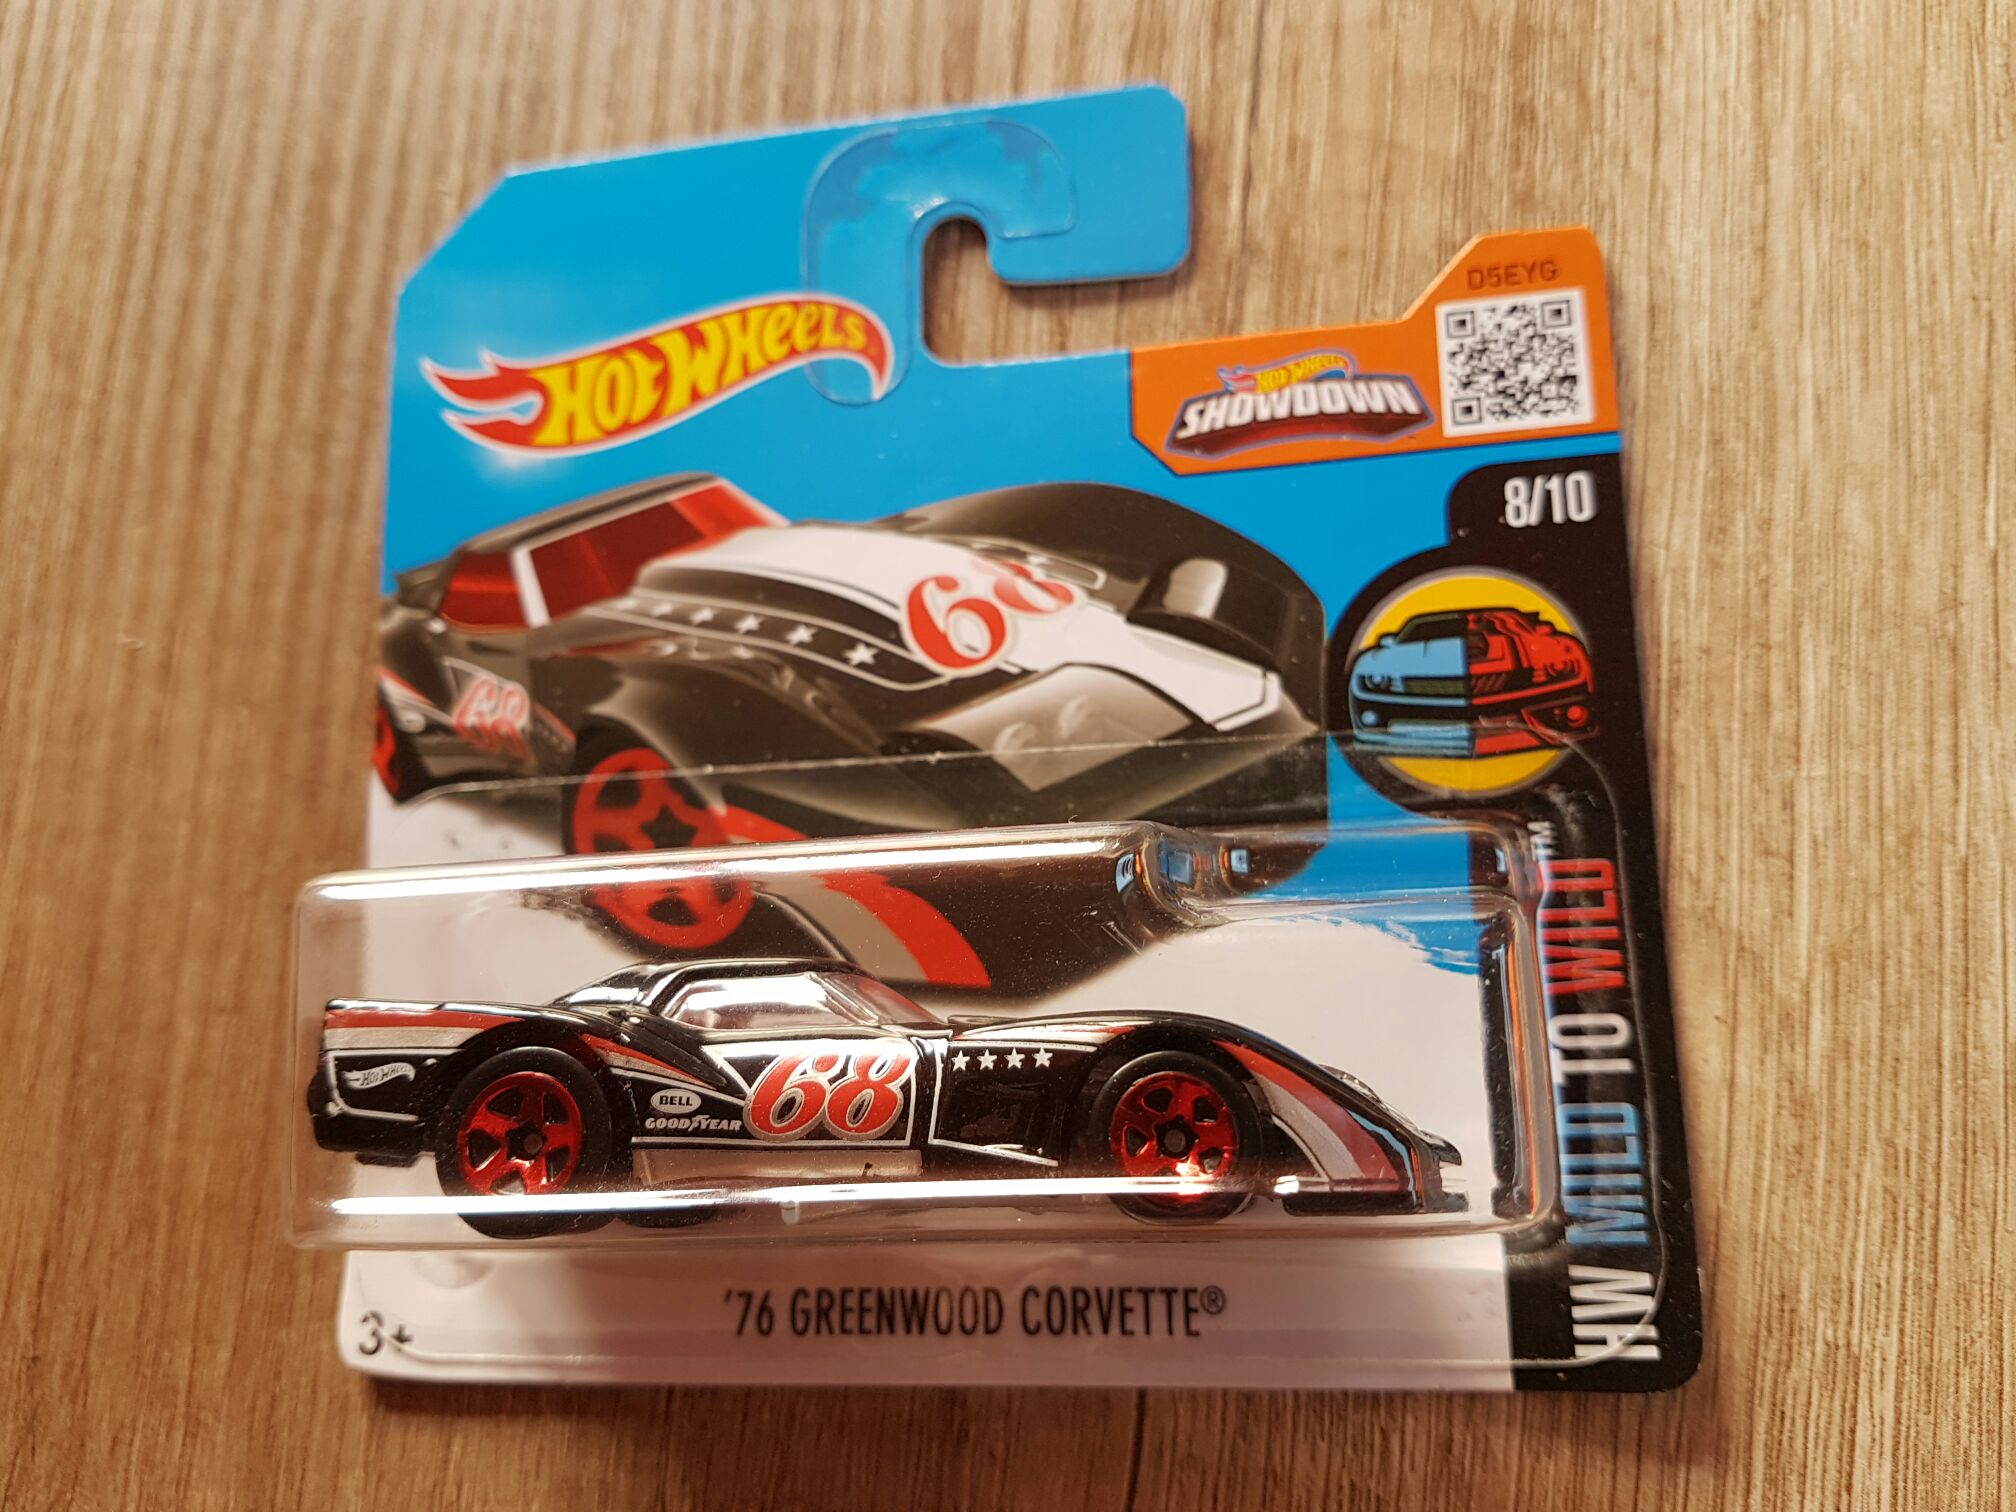 D5EYG
HOT WHEELS
HOT WHEELS
SHOWDOWN
8/10
68
68
HW MILD TO WILD™
HOT WHEELS
BELL
GOODYEAR
68
'76 GREENWOOD CORVETTE®
3+